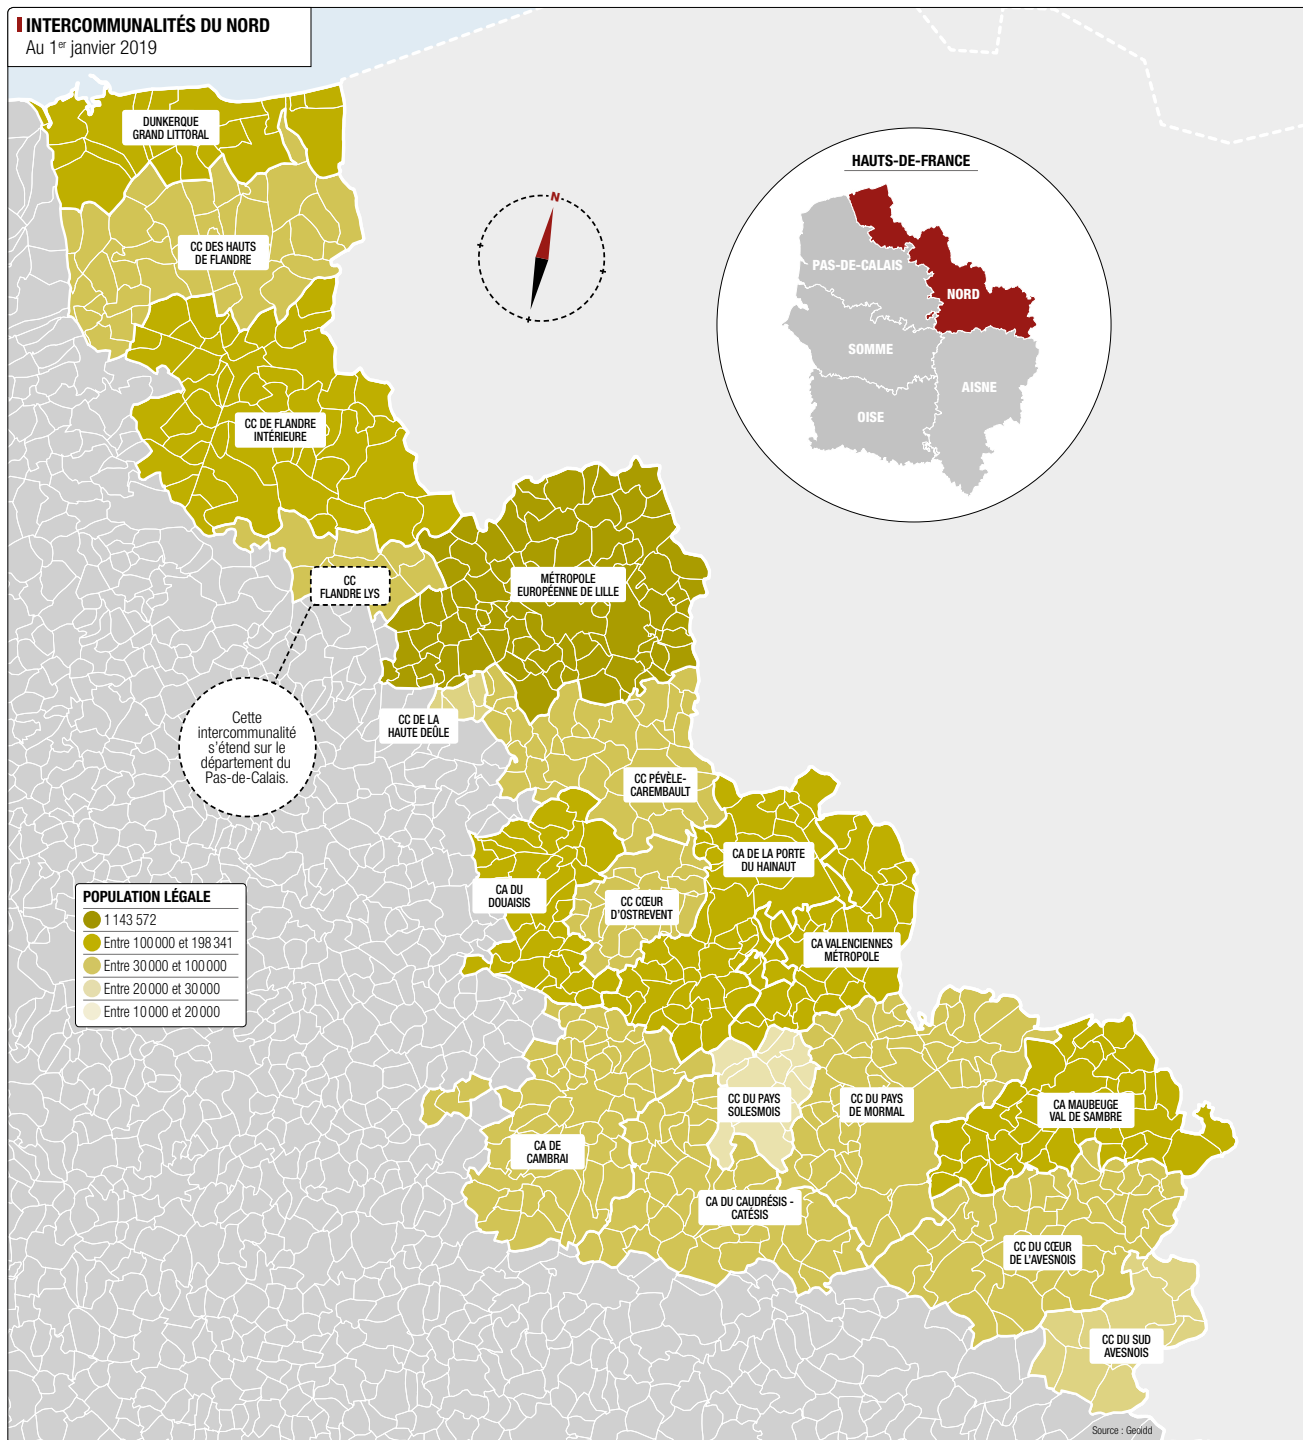 INTERCOMMUNALITÉS DU NORD
Au 1er janvier 2019
DUNKERQUE
GRAND LITTORAL
CC DES HAUTS
DE FLANDRE
N
HAUTS-DE-FRANCE
PAS-DE-CALAIS
NORD
SOMME
AISNE
OISE
CC DE FLANDRE
INTÉRIEURE
CC
FLANDRE LYS
MÉTROPOLE
EUROPÉENNE DE LILLE
Cette
intercommunalité
s'étend sur le
département du
Pas-de-Calais.
CC DE LA
HAUTE DEÛLE
CC PÉVÈLE-
CAREMBAULT
CA DE LA PORTE
DU HAINAUT
CA DU
DOUAISIS
CC CŒUR
D'OSTREVENT
CA VALENCIENNES
MÉTROPOLE
POPULATION LÉGALE
1 143 572
Entre 100 000 et 198 341
Entre 30 000 et 100 000
Entre 20 000 et 30 000
Entre 10 000 et 20 000
CC DU PAYS
SOLESMOIS
CC DU PAYS
DE MORMAL
CA MAUBEUGE
VAL DE SAMBRE
CA DE
CAMBRAI
CA DU CAUDRÉSIS -
CATÉSIS
CC DU CŒUR
DE L'AVESNOIS
CC DU SUD
AVESNOIS
Source : Geoidd